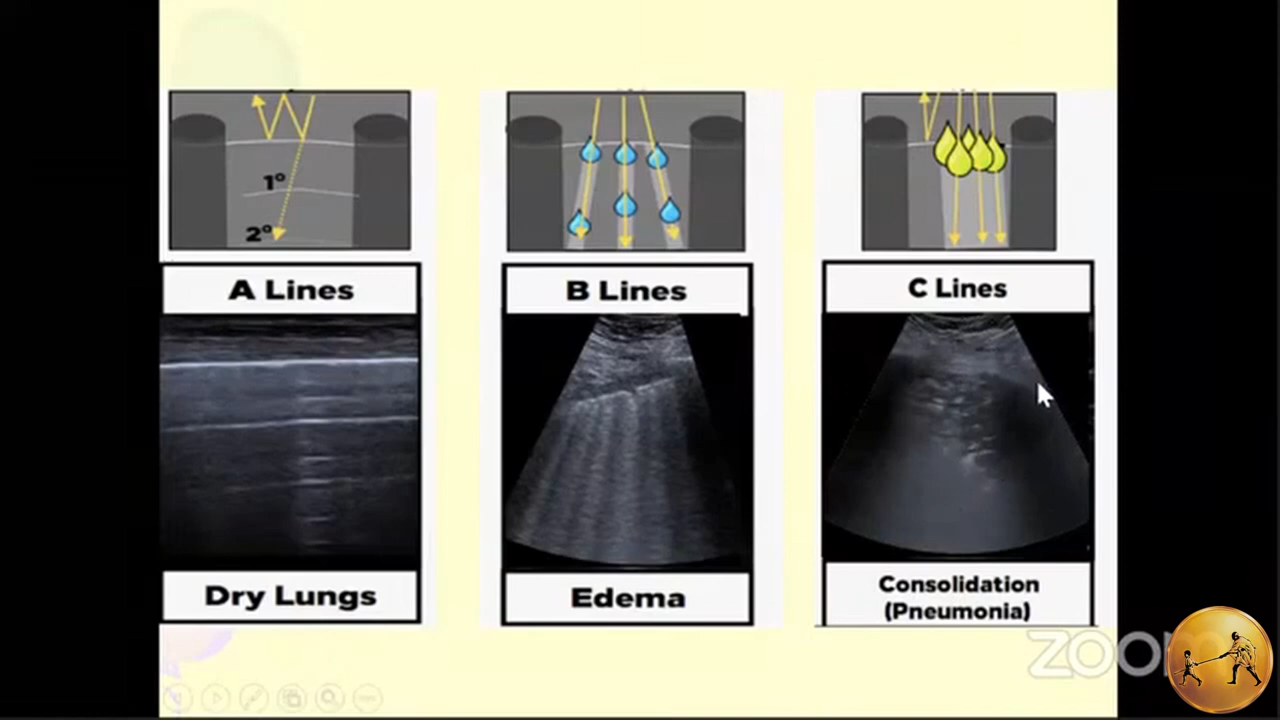 1°
2°
A Lines
B Lines
C Lines
Dry Lungs
Edema
Consolidation
(Pneumonia)
zoom